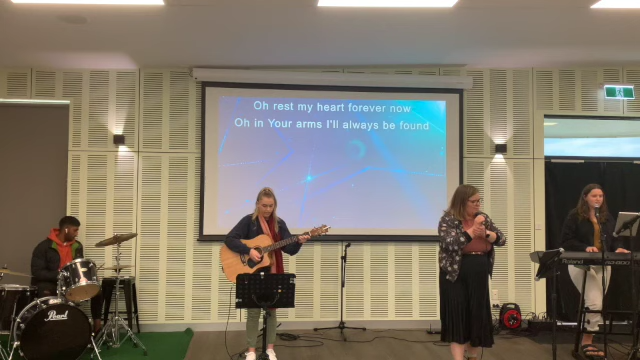 Oh rest my heart forever now
Oh in Your arms I'll always be found
Roland
Pearl